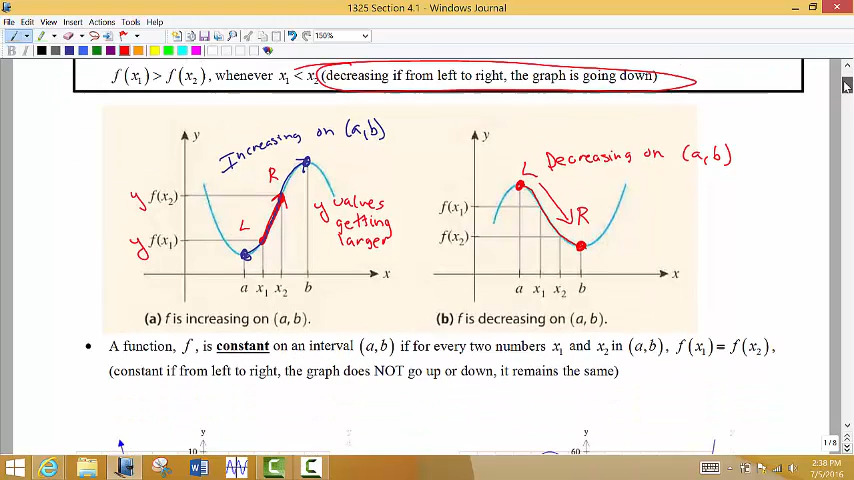 1325 Section 4.1 - Windows Journal
File Edit View Insert Actions Tools Help
150%
B I
f(x₁) > f(x₂), whenever x₁ < x₂ (decreasing if from left to right, the graph is going down)
y
Increasing on (a,b)
R
y f(x₂)
L
y f(x₁)
y values
getting
larger
x
a x₁ x₂ b
(a) f is increasing on (a, b).
y
L Decreasing on (a,b)
f(x₁)
R
f(x₂)
x
a x₁ x₂ b
(b) f is decreasing on (a, b).
• A function, f, is constant on an interval (a,b) if for every two numbers x₁ and x₂ in (a,b), f(x₁) = f(x₂),
(constant if from left to right, the graph does NOT go up or down, it remains the same)
y
10
y
60
1/8
2:38 PM
7/5/2016